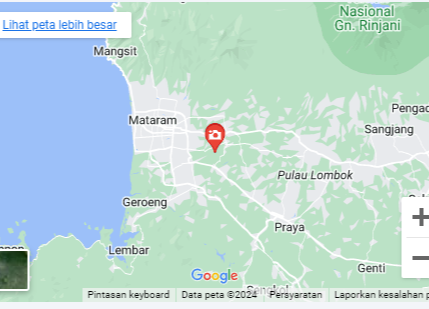 Nasional
Gn. Rinjani
Lihat peta lebih besar
Mangsit
Mataram
Sangjang
Pulau Lombok
Geroeng
Praya
Lembar
Genti
Google
Pintasan keyboard
Data peta ©2024
Persyaratan
Laporkan kesalahan